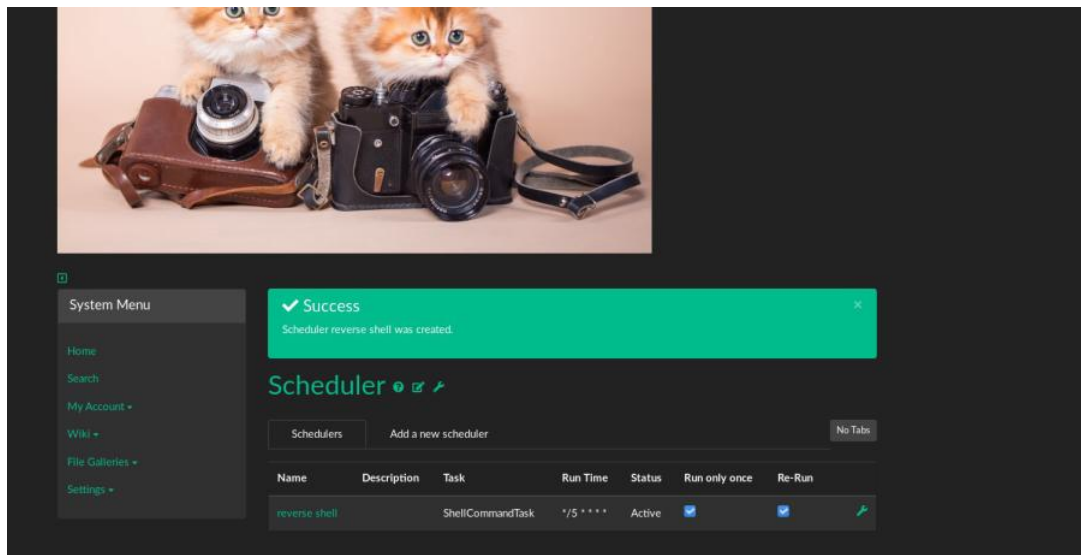 System Menu
Home
Search
My Account
Wiki
File Galleries
Settings
Success
Scheduler reverse shell was created.
Scheduler
Schedulers Add a new scheduler No Tabs
Name Description Task Run Time Status Run only once Re-Run
reverse shell ShellCommandTask */5 * * * * Active